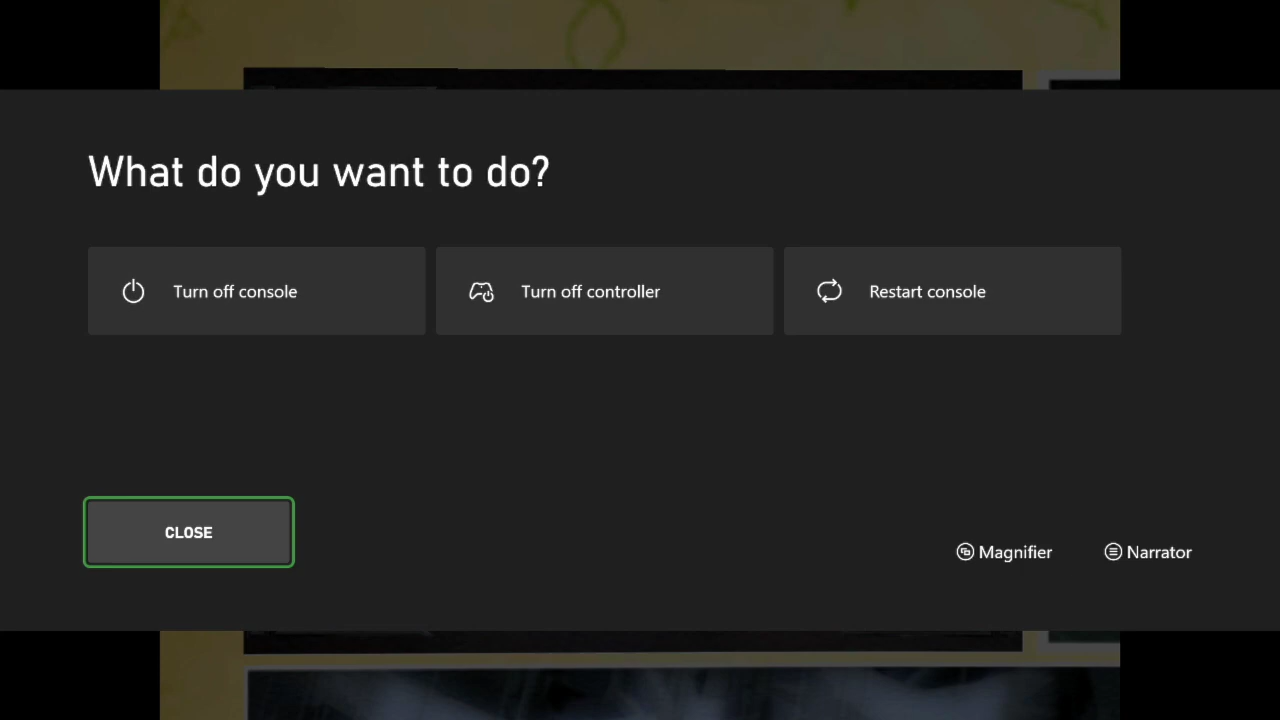 What do you want to do?
Turn off console
Turn off controller
Restart console
CLOSE
Magnifier
Narrator